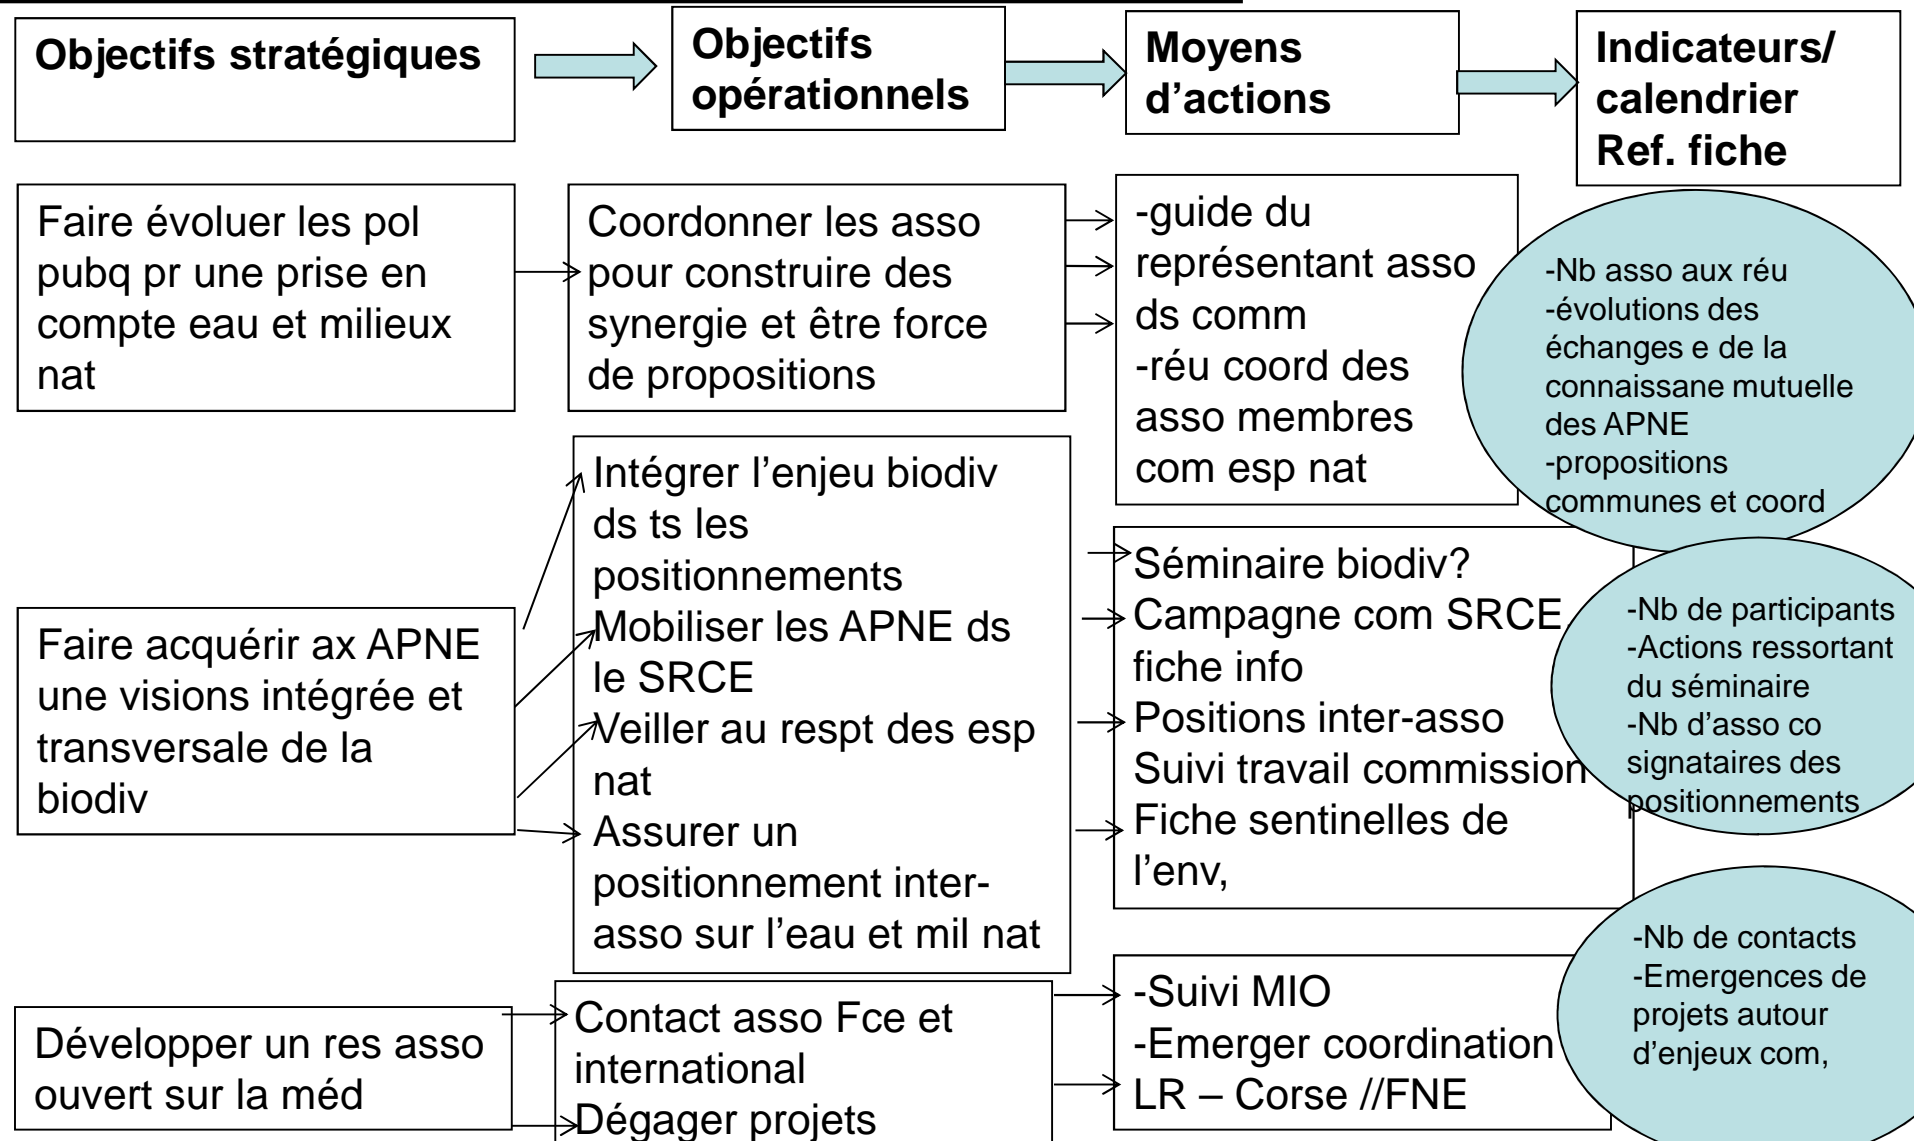 Objectifs stratégiques
Objectifs
opérationnels
Moyens
d’actions
Indicateurs/
calendrier
Ref. fiche
Faire évoluer les pol
pubq pr une prise en
compte eau et milieux
nat
Coordonner les asso
pour construire des
synergie et être force
de propositions
-guide du
représentant asso
ds comm
-réu coord des
asso membres
com esp nat
-Nb asso aux réu
-évolutions des
échanges e de la
connaissane mutuelle
des APNE
-propositions
communes et coord
Faire acquérir ax APNE
une visions intégrée et
transversale de la
biodiv
Intégrer l’enjeu biodiv
ds ts les
positionnements
Mobiliser les APNE ds
le SRCE
Veiller au respt des esp
nat
Assurer un
positionnement inter-
asso sur l’eau et mil nat
Séminaire biodiv?
Campagne com SRCE
fiche info
Positions inter-asso
Suivi travail commission
Fiche sentinelles de
l’env,
-Nb de participants
-Actions ressortant
du séminaire
-Nb d’asso co
signataires des
positionnements
Développer un res asso
ouvert sur la méd
Contact asso Fce et
international
Dégager projets
-Suivi MIO
-Emerger coordination
LR – Corse //FNE
-Nb de contacts
-Emergences de
projets autour
d’enjeux com,